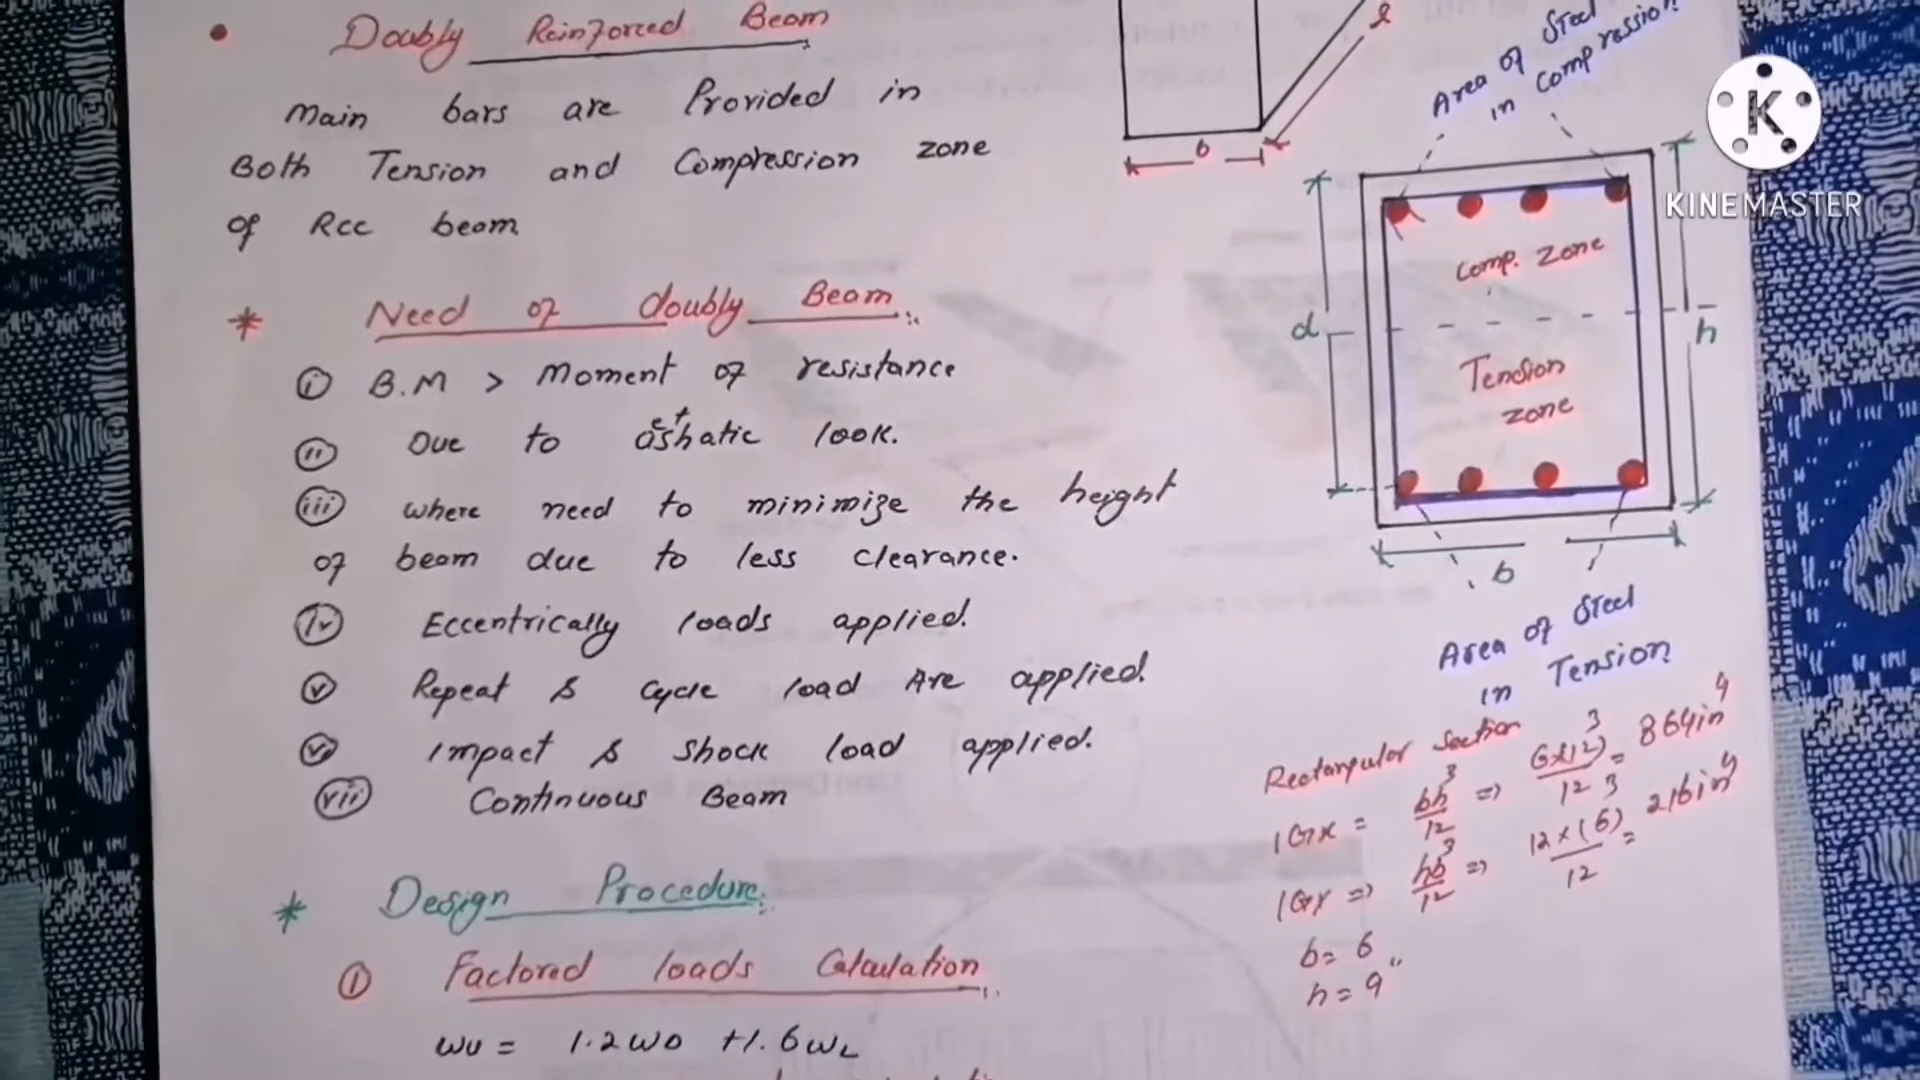 Doubly Reinforced Beam
Main bars are Provided in
Both Tension and Compression zone
of Rcc beam
* Need of doubly Beam
(i) B.M > Moment of resistance
(ii) Due to asthatic look.
(iii) where need to minimize the height
of beam due to less clearance.
(iv) Eccentrically loads applied.
(v) Repeat & Cycle load Are applied.
(vi) Impact & Shock load applied.
(vii) Continuous Beam
* Design Procedure:
(1) Factored loads Calculation
Wu = 1.2WD + 1.6WL
l
b
Area of Steel
in Compression
Comp. Zone
Tension
Zone
d
h
b
Area of Steel
in Tension
Rectangular Section
IGx = bh³/12 => 6x(12)³/12 = 864in⁴
IGy => hb³/12 => 12x(6)³/12 = 216in⁴
b = 6"
h = 9
K
KINEMASTER